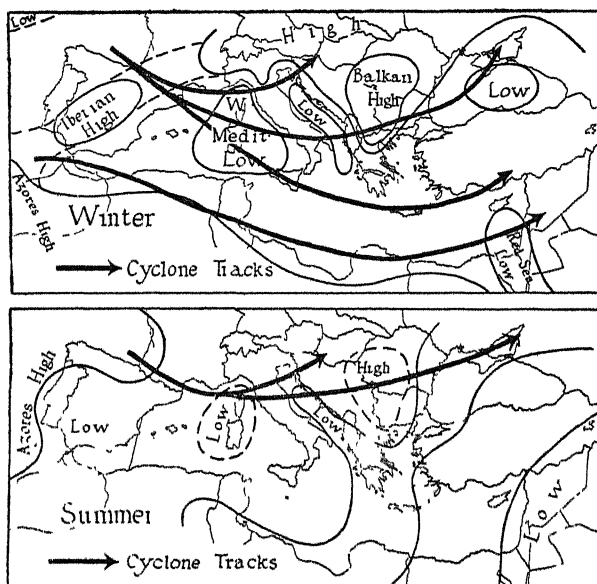 Low
High
Iberian High
W
Medit
Low
Low
Balkan
High
Low
Azores High
Winter
Red Sea
Low
Cyclone Tracks
Azores High
Low
Low
Low
High
Low
Summer
Cyclone Tracks